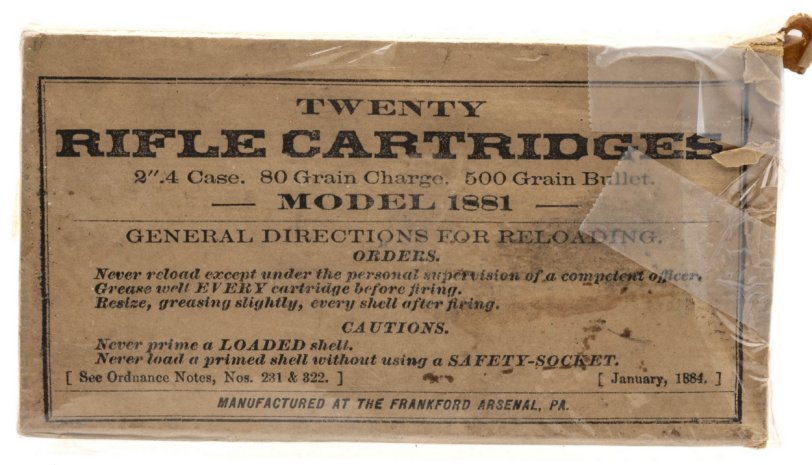 TWENTY
RIFLE CARTRIDGES
2″.4 Case. 80 Grain Charge. 500 Grain Bullet.
— MODEL 1881 —
GENERAL DIRECTIONS FOR RELOADING.
ORDERS.
Never reload except under the personal supervision of a competent officer.
Grease well EVERY cartridge before firing.
Resize, greasing slightly, every shell after firing.
CAUTIONS.
Never prime a LOADED shell.
Never load a primed shell without using a SAFETY-SOCKET.
[ See Ordnance Notes, Nos. 231 & 322. ] [ January, 1884. ]
MANUFACTURED AT THE FRANKFORD ARSENAL, PA.